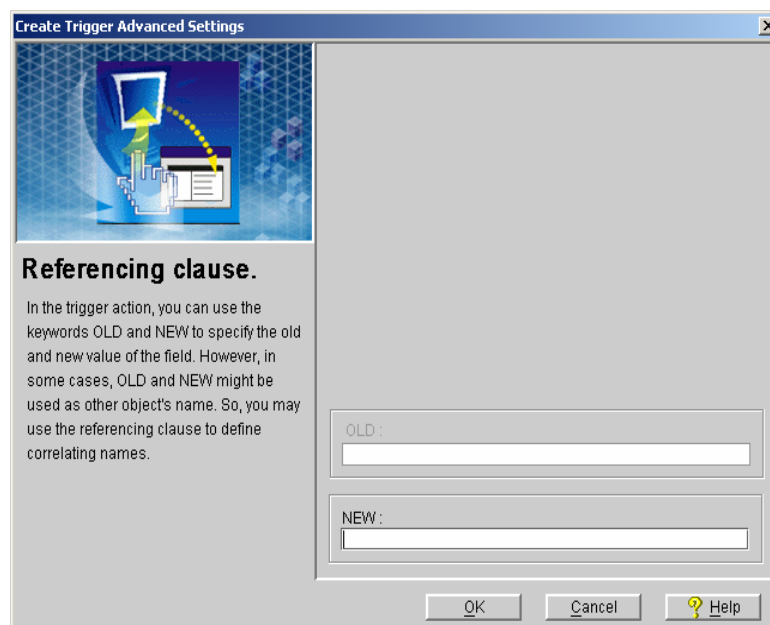 Create Trigger Advanced Settings
Referencing clause.
In the trigger action, you can use the
keywords OLD and NEW to specify the old
and new value of the field. However, in
some cases, OLD and NEW might be
used as other object's name. So, you may
use the referencing clause to define
correlating names.
OLD :
NEW :
OK
Cancel
Help